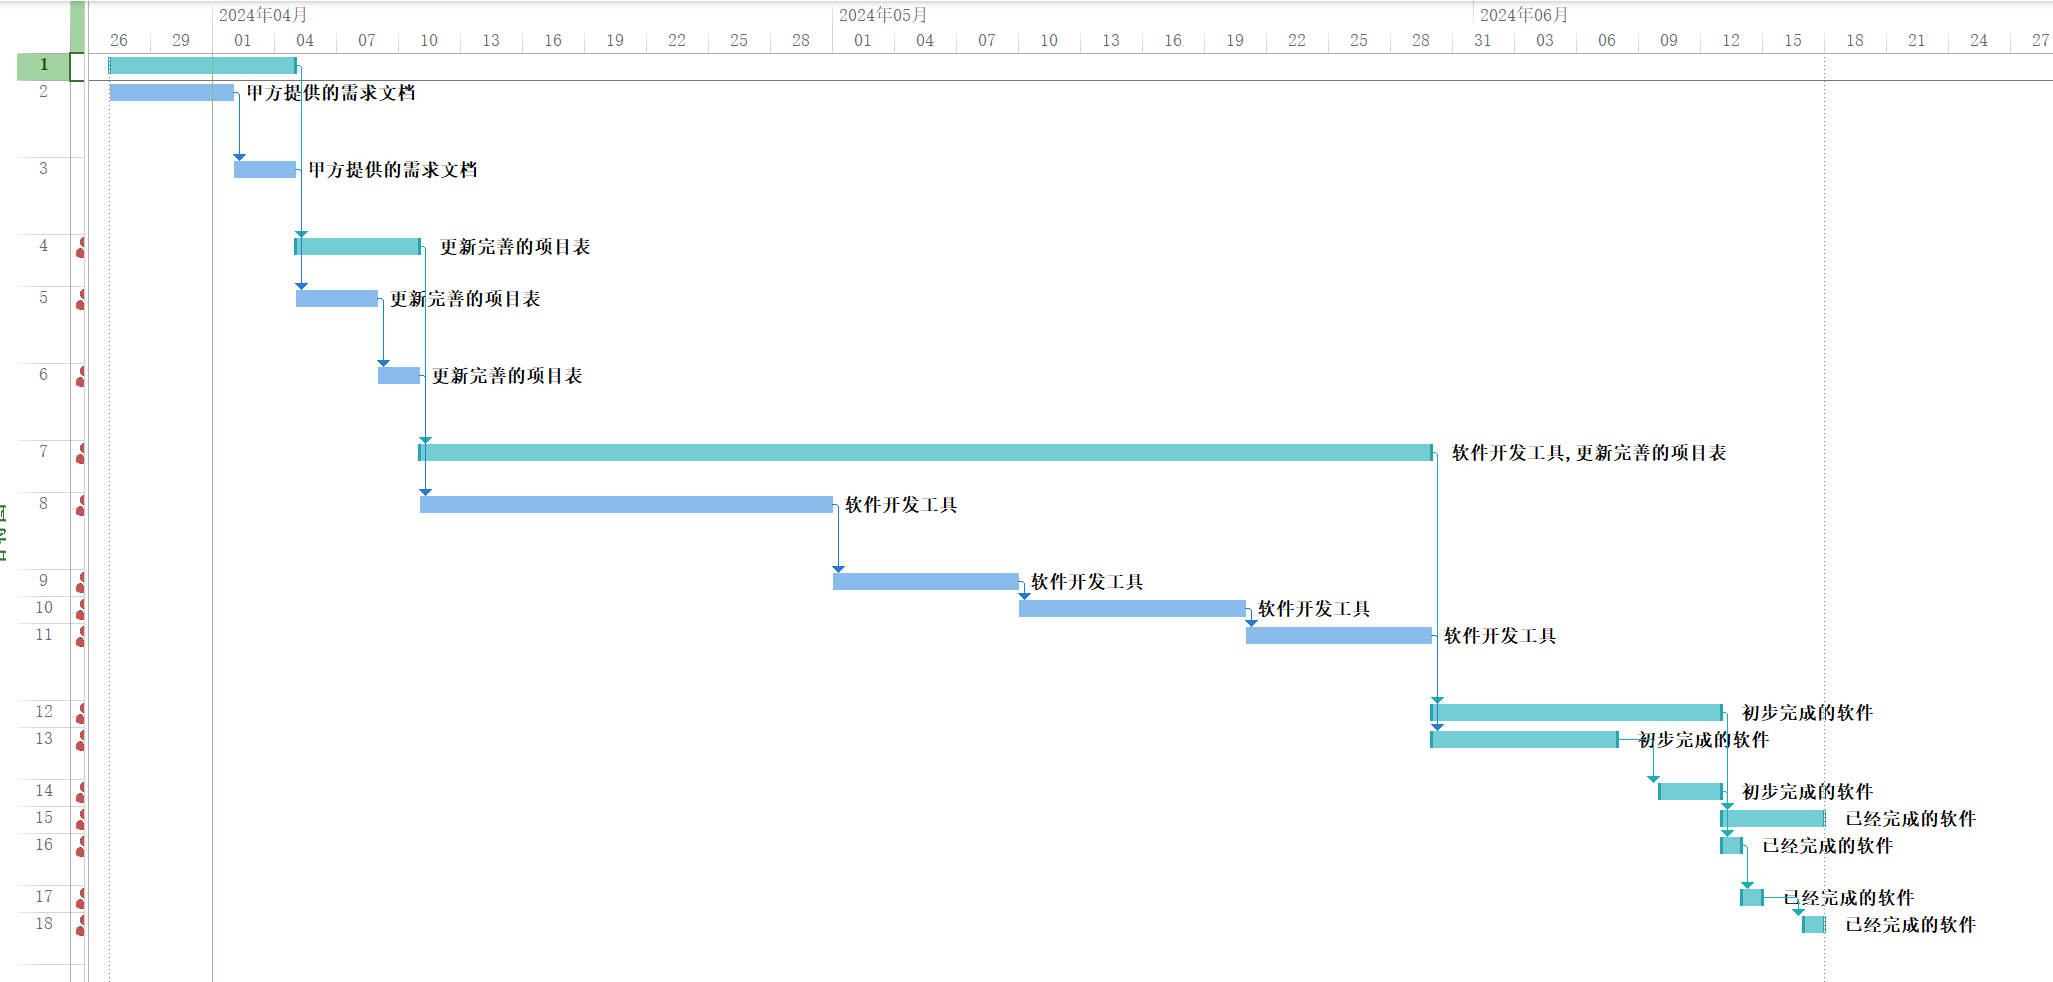 2024年04月 2024年05月 2024年06月
26 29 01 04 07 10 13 16 19 22 25 28 01 04 07 10 13 16 19 22 25 28 31 03 06 09 12 15 18 21 24 27
1
2 甲方提供的需求文档
3 甲方提供的需求文档
4 更新完善的项目表
5 更新完善的项目表
6 更新完善的项目表
7 软件开发工具, 更新完善的项目表
8 软件开发工具
9 软件开发工具
10 软件开发工具
11 软件开发工具
12 初步完成的软件
13 初步完成的软件
14 初步完成的软件
15 已经完成的软件
16 已经完成的软件
17 已经完成的软件
18 已经完成的软件